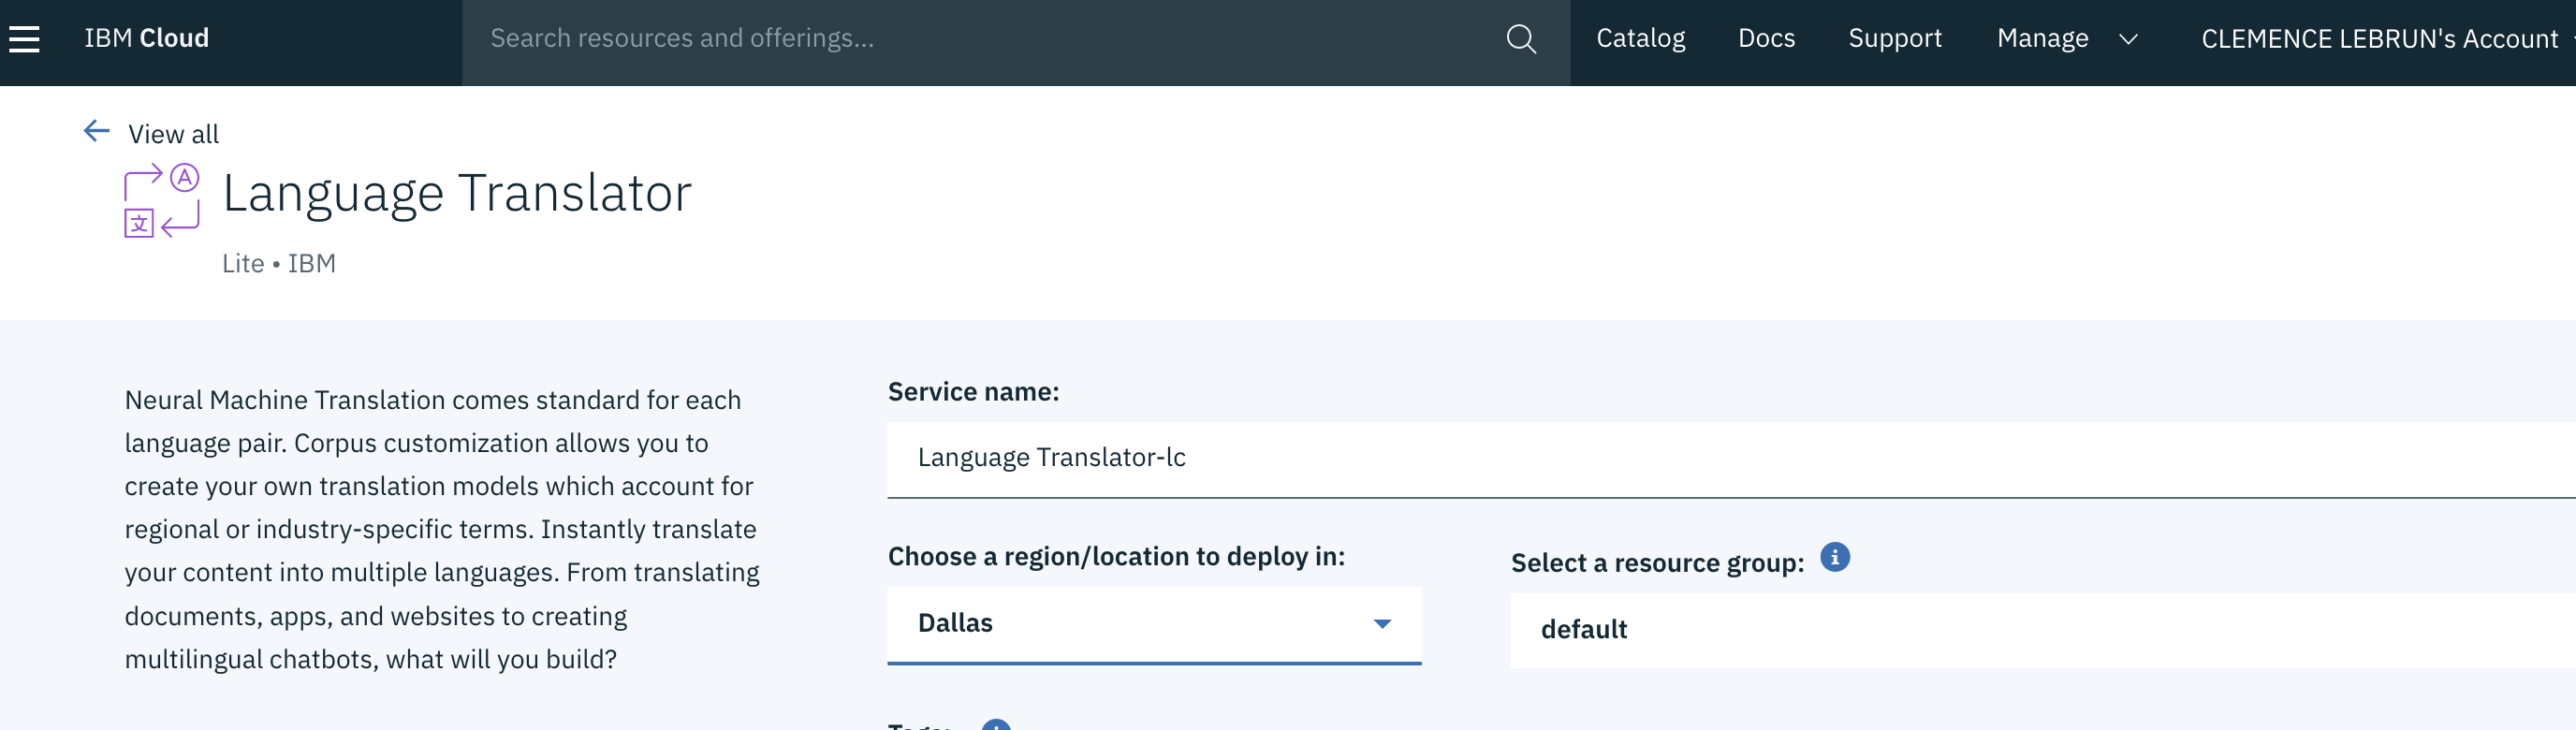 IBM Cloud
Search resources and offerings...
Catalog
Docs
Support
Manage
CLEMENCE LEBRUN's Account
View all
Language Translator
Lite • IBM
Neural Machine Translation comes standard for each
language pair. Corpus customization allows you to
create your own translation models which account for
regional or industry-specific terms. Instantly translate
your content into multiple languages. From translating
documents, apps, and websites to creating
multilingual chatbots, what will you build?
Service name:
Language Translator-lc
Choose a region/location to deploy in:
Dallas
Select a resource group:
default
Tags: